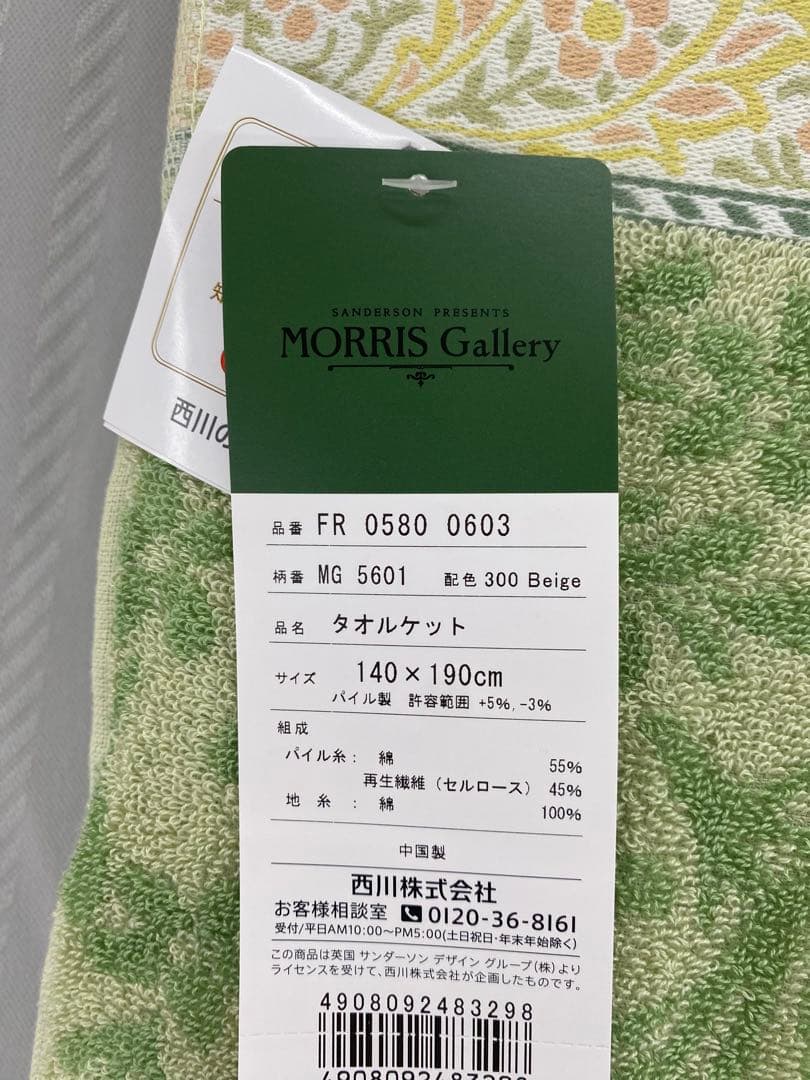 知
西川の
SANDERSON PRESENTS
MORRIS Gallery
品番 FR 0580 0603
柄番 MG 5601 配色 300 Beige
品名 タオルケット
サイズ 140×190cm
パイル製 許容範囲 +5%, -3%
組成
パイル糸: 綿 55%
再生繊維(セルロース) 45%
地糸: 綿 100%
中国製
西川株式会社
お客様相談室 0120-36-8161
受付/平日AM10:00〜PM5:00(土日祝日・年末年始除く)
この商品は英国 サンダーソン デザイン グループ(株)より
ライセンスを受けて、西川株式会社が企画したものです。
4908092483298
4908092483298